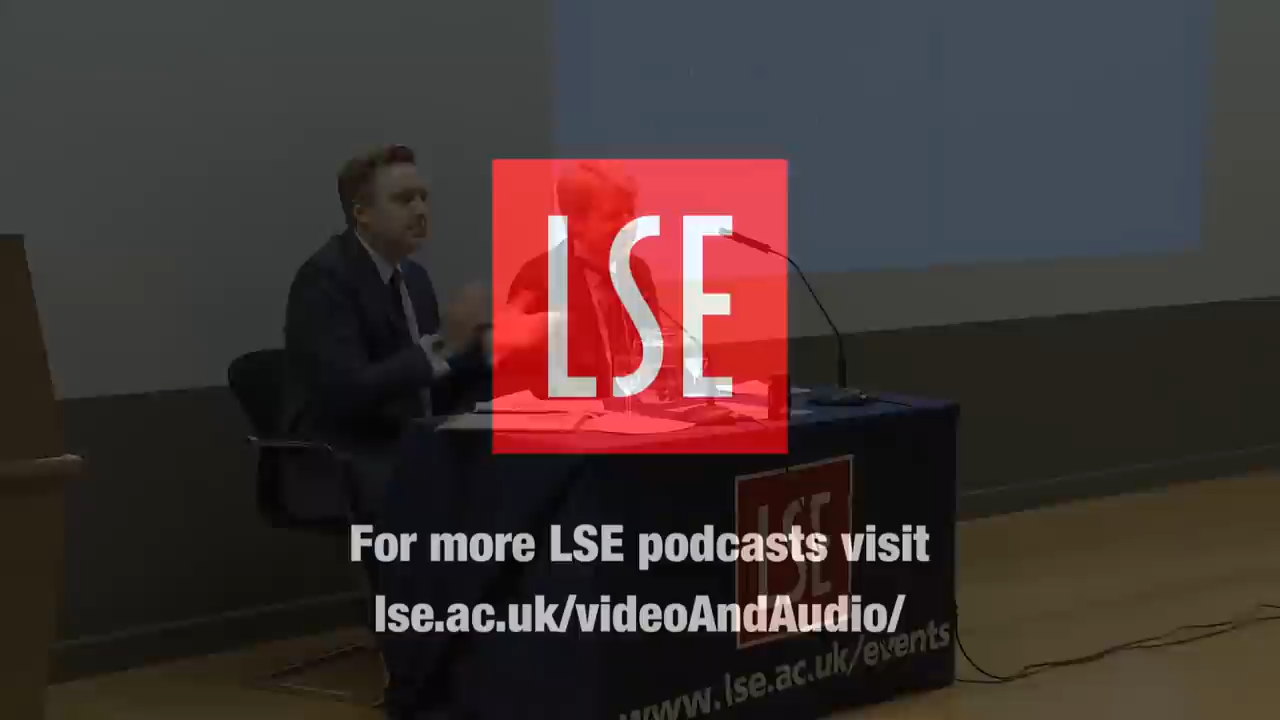 LSE
For more LSE podcasts visit
lse.ac.uk/videoAndAudio/
LSE
www.lse.ac.uk/events